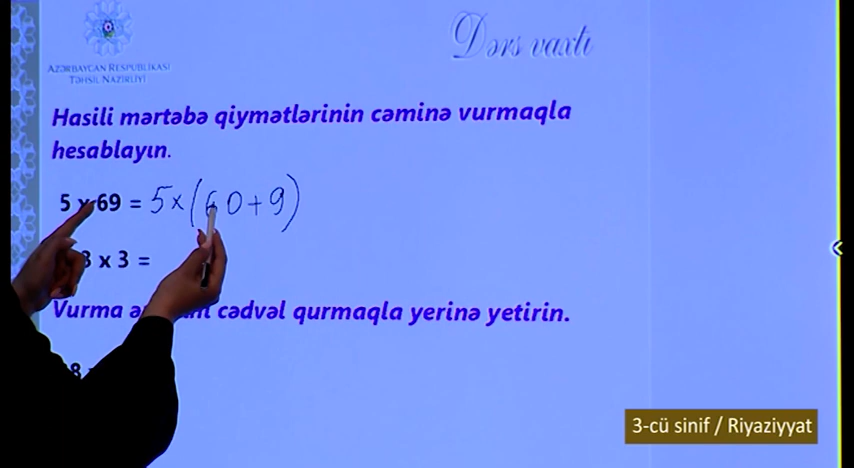 Dərs vaxtı
AZƏRBAYCAN RESPUBLİKASI
TƏHSİL NAZİRLİYİ
Hasili mərtəbə qiymətlərinin cəminə vurmaqla
hesablayın.
5 x 69 = 5×(60+9)
x 3 =
Vurma cədvəl qurmaqla yerinə yetirin.
3-cü sinif / Riyaziyyat